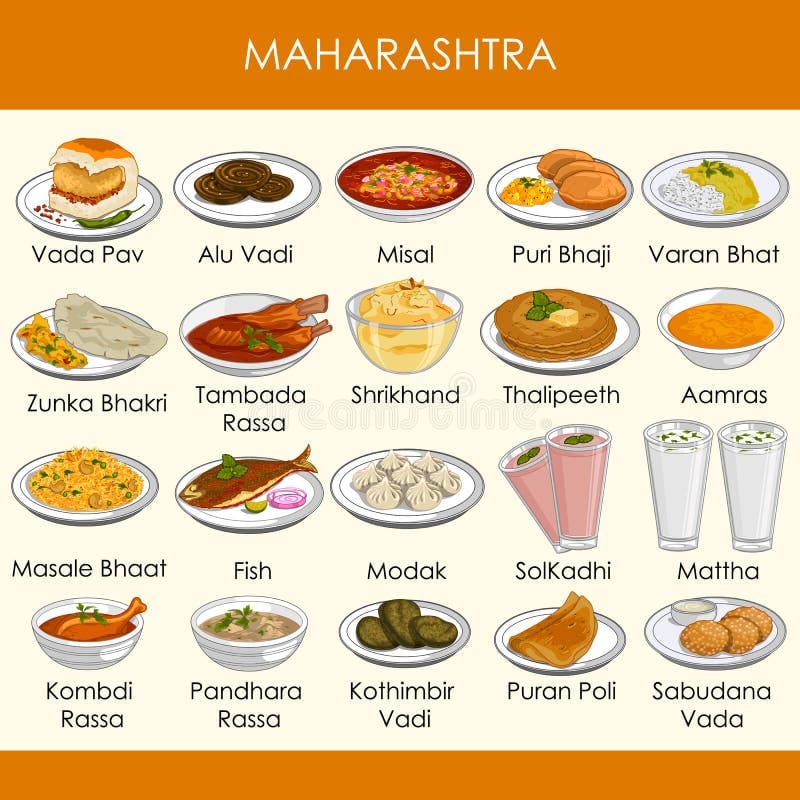 MAHARASHTRA
Vada Pav
Alu Vadi
Misal
Puri Bhaji
Varan Bhat
Zunka Bhakri
Tambada
Rassa
Shrikhand
Thalipeeth
Aamras
Masale Bhaat
Fish
Modak
SolKadhi
Mattha
Kombdi
Rassa
Pandhara
Rassa
Kothimbir
Vadi
Puran Poli
Sabudana
Vada
dreamstime